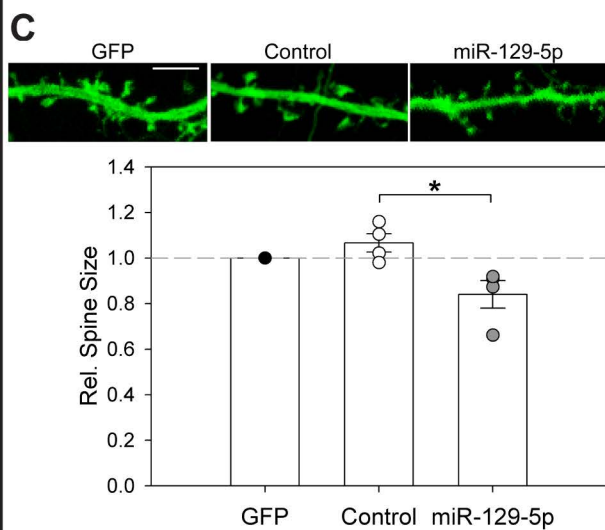 C
GFP Control miR-129-5p
1.4
*
1.2
1.0
0.8
0.6
0.4
0.2
0.0
Rel. Spine Size
GFP Control miR-129-5p